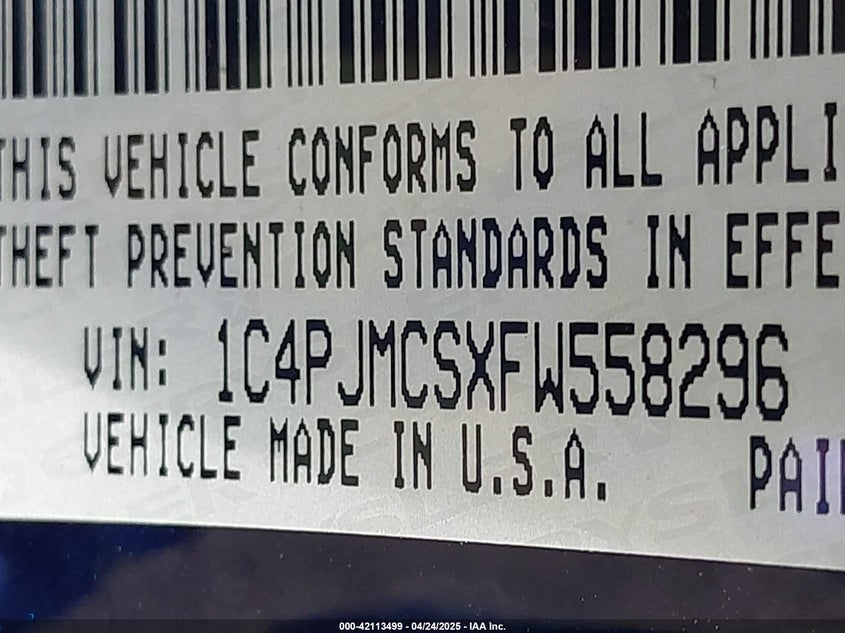 THIS VEHICLE CONFORMS TO ALL APPLI
THEFT PREVENTION STANDARDS IN EFFE
VIN: 1C4PJMCSXFW558296
VEHICLE MADE IN U.S.A. PAI
000-42113499 - 04/24/2025 - IAA Inc.